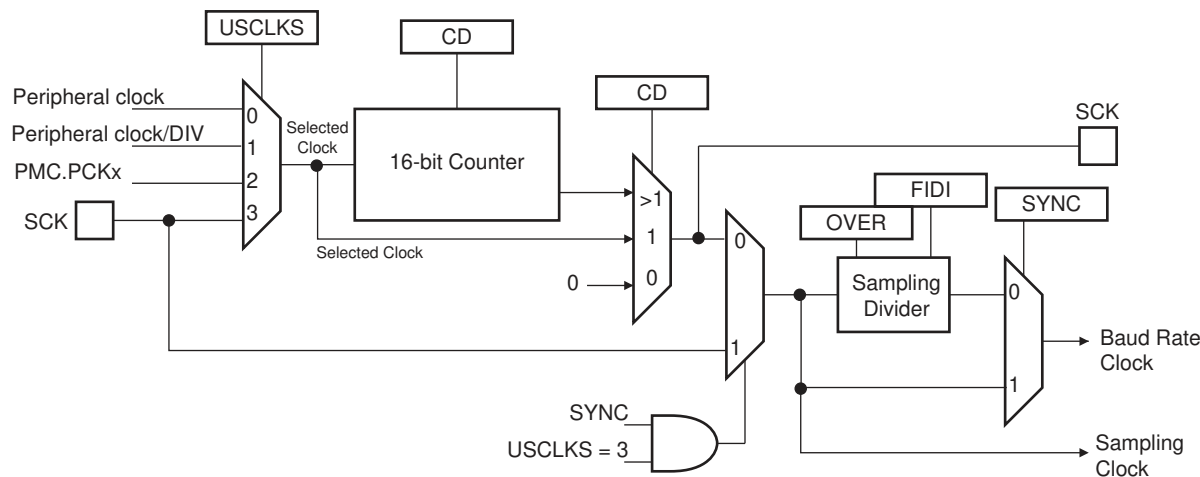 USCLKS
CD
CD
Peripheral clock
Peripheral clock/DIV
PMC.PCKx
SCK
0
1
2
3
Selected
Clock
16-bit Counter
Selected Clock
0
>1
1
0
SCK
0
1
FIDI
OVER
SYNC
Sampling
Divider
0
1
Baud Rate
Clock
SYNC
USCLKS = 3
Sampling
Clock